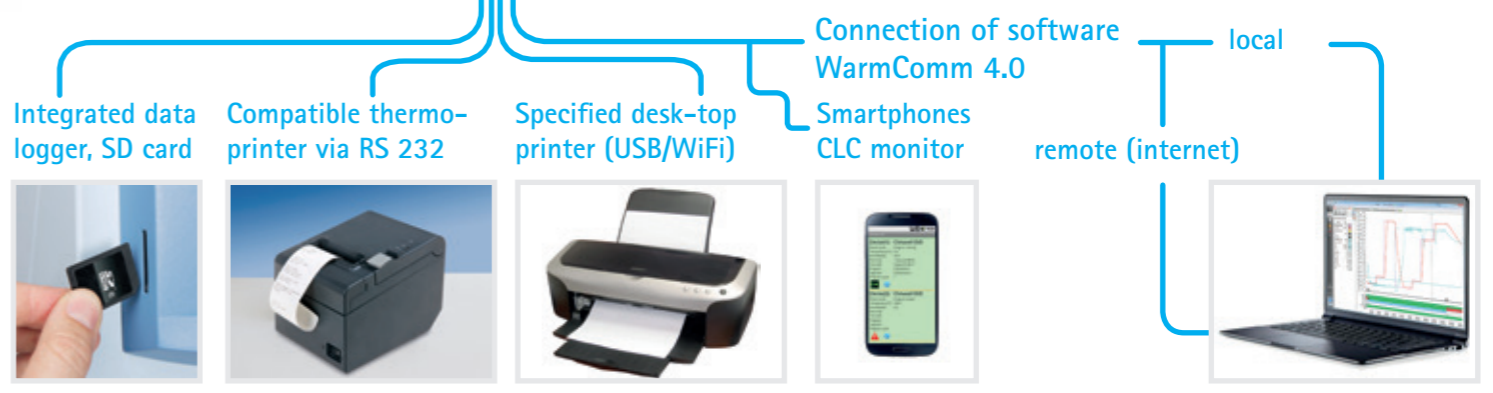 Connection of software
WarmComm 4.0
local
Integrated data
logger, SD card
Compatible thermo-
printer via RS 232
Specified desk-top
printer (USB/WiFi)
Smartphones
CLC monitor
remote (internet)